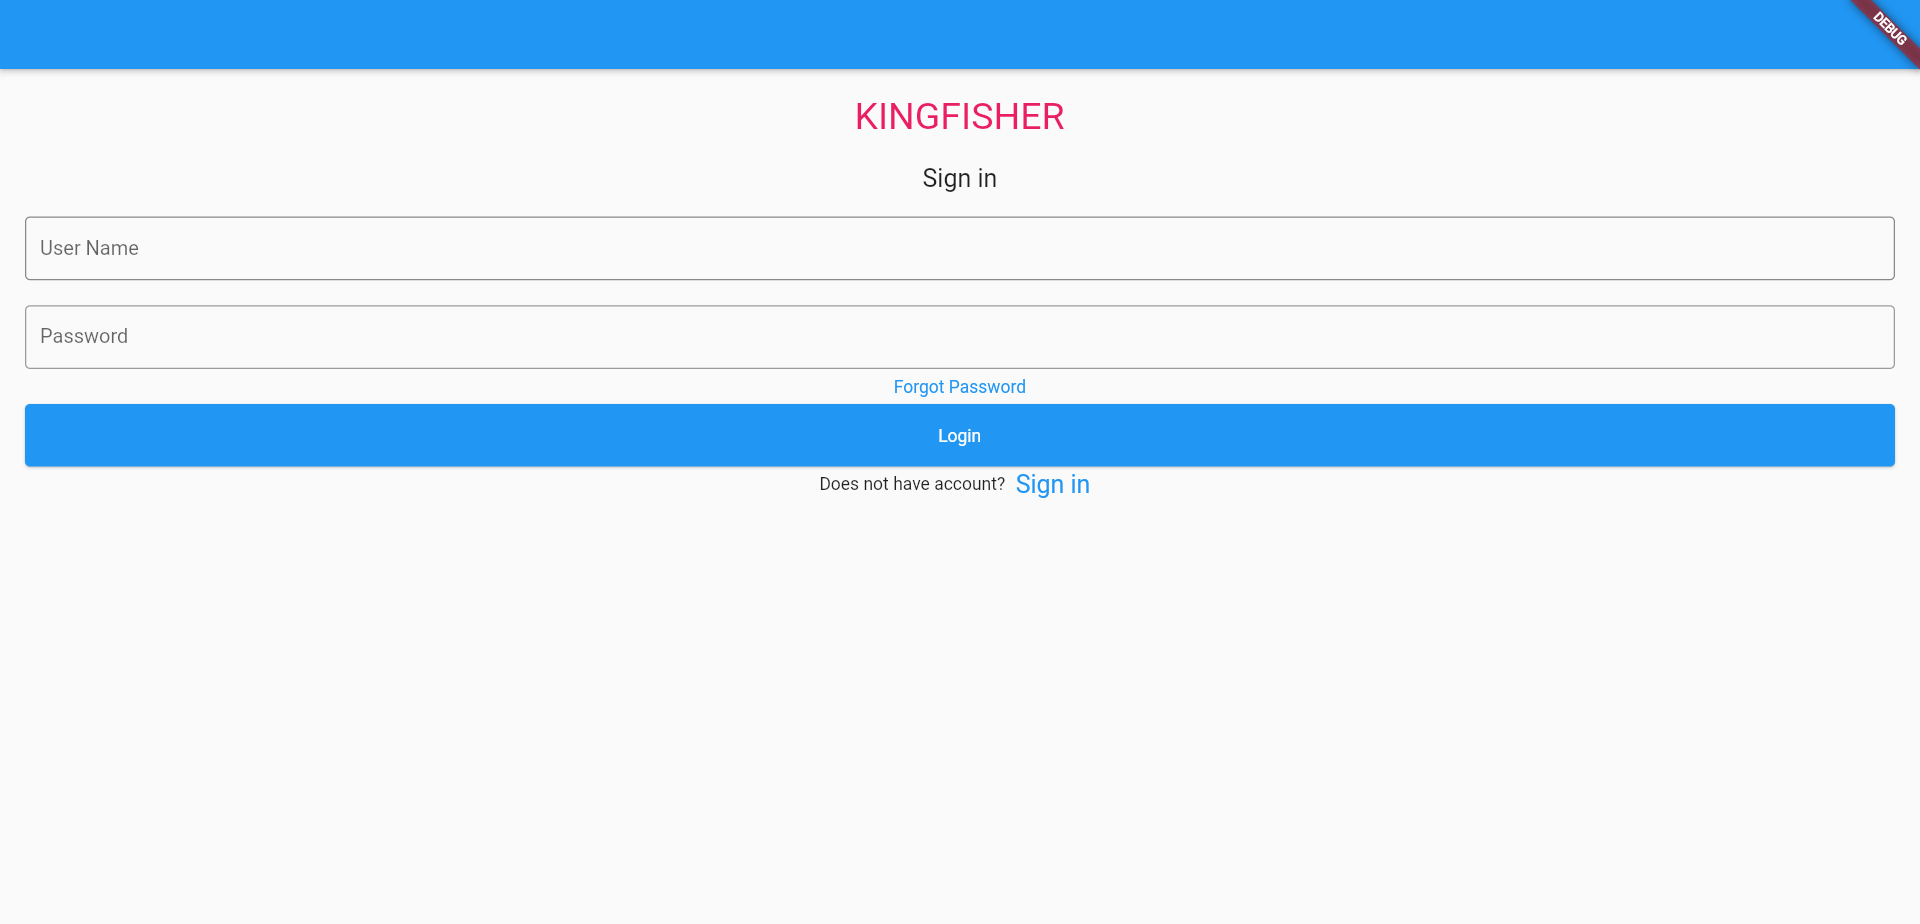 DEBUG
KINGFISHER
Sign in
User Name
Password
Forgot Password
Login
Does not have account? Sign in